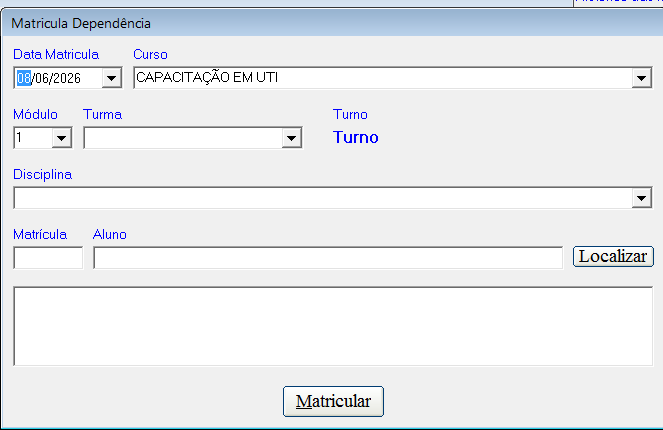 Matricula Dependência
Data Matricula Curso
08/06/2026 CAPACITAÇÃO EM UTI
Módulo Turma Turno
1 Turno
Disciplina
Matrícula Aluno
Localizar
Matricular